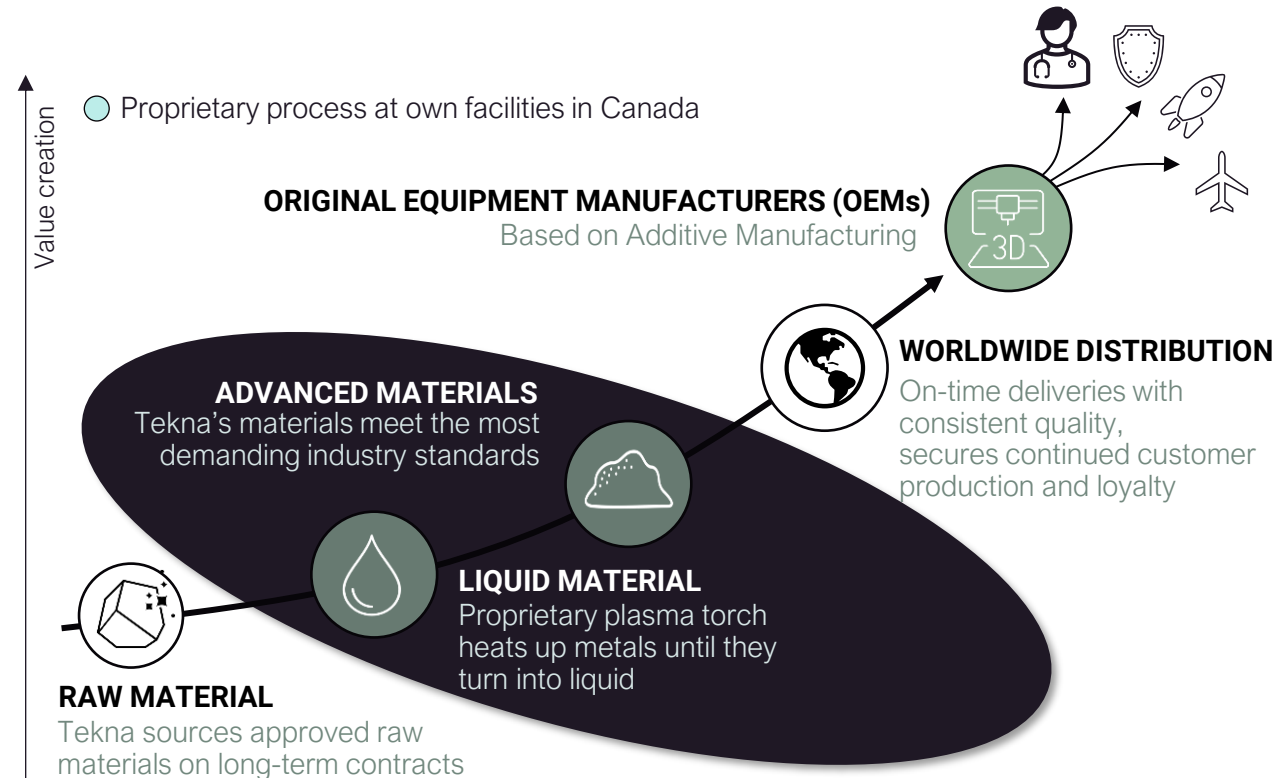 Value creation
Proprietary process at own facilities in Canada
ORIGINAL EQUIPMENT MANUFACTURERS (OEMs)
Based on Additive Manufacturing
3D
WORLDWIDE DISTRIBUTION
On-time deliveries with
consistent quality,
secures continued customer
production and loyalty
ADVANCED MATERIALS
Tekna’s materials meet the most
demanding industry standards
LIQUID MATERIAL
Proprietary plasma torch
heats up metals until they
turn into liquid
RAW MATERIAL
Tekna sources approved raw
materials on long-term contracts